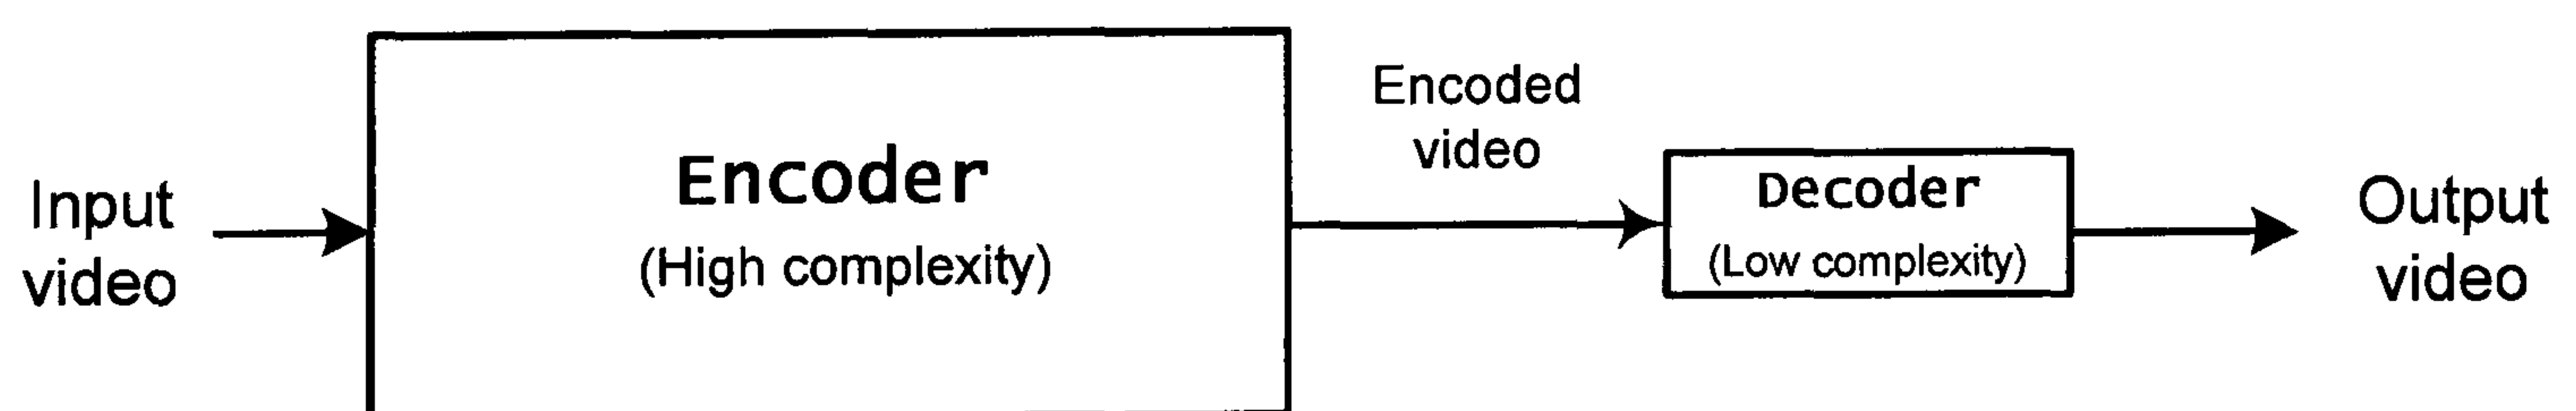 Input
video
Encoder
(High complexity)
Encoded
video
Decoder
(Low complexity)
Output
video